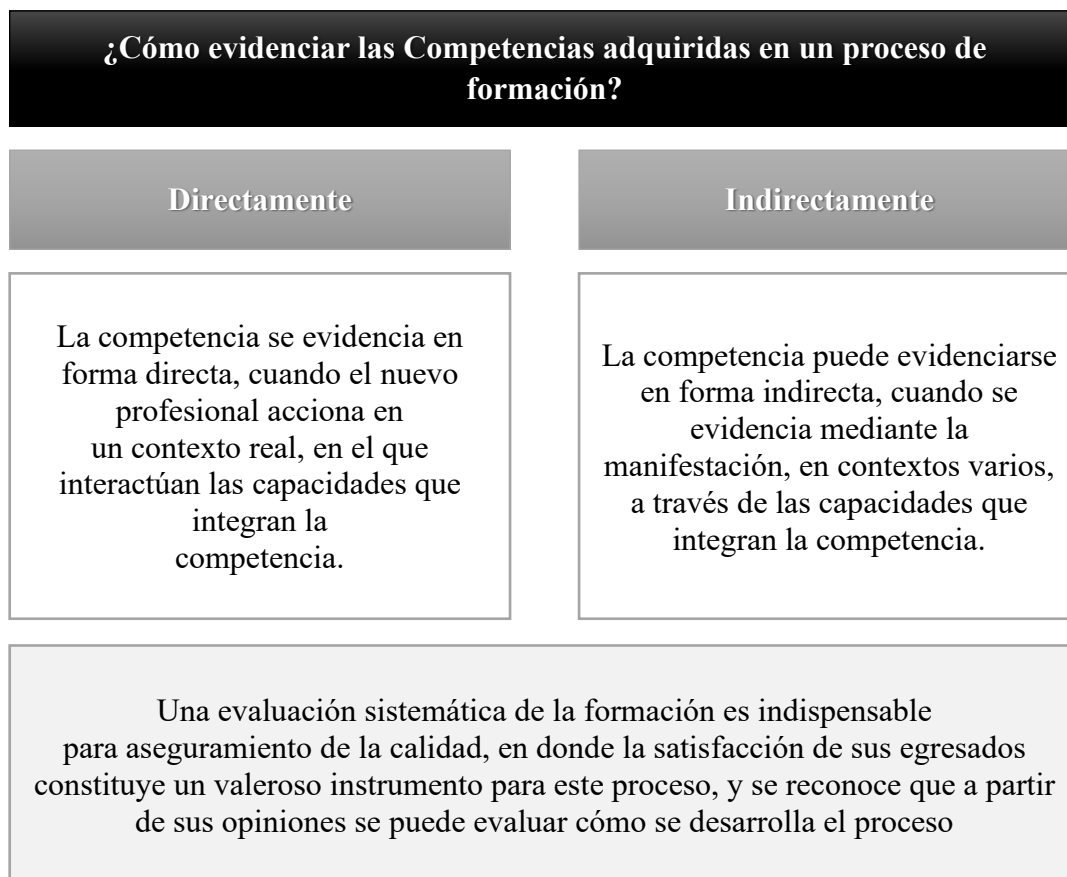 ¿Cómo evidenciar las Competencias adquiridas en un proceso de
formación?
Directamente
Indirectamente
La competencia se evidencia en
forma directa, cuando el nuevo
profesional acciona en
un contexto real, en el que
interactúan las capacidades que
integran la
competencia.
La competencia puede evidenciarse
en forma indirecta, cuando se
evidencia mediante la
manifestación, en contextos varios,
a través de las capacidades que
integran la competencia.
Una evaluación sistemática de la formación es indispensable
para aseguramiento de la calidad, en donde la satisfacción de sus egresados
constituye un valeroso instrumento para este proceso, y se reconoce que a partir
de sus opiniones se puede evaluar cómo se desarrolla el proceso